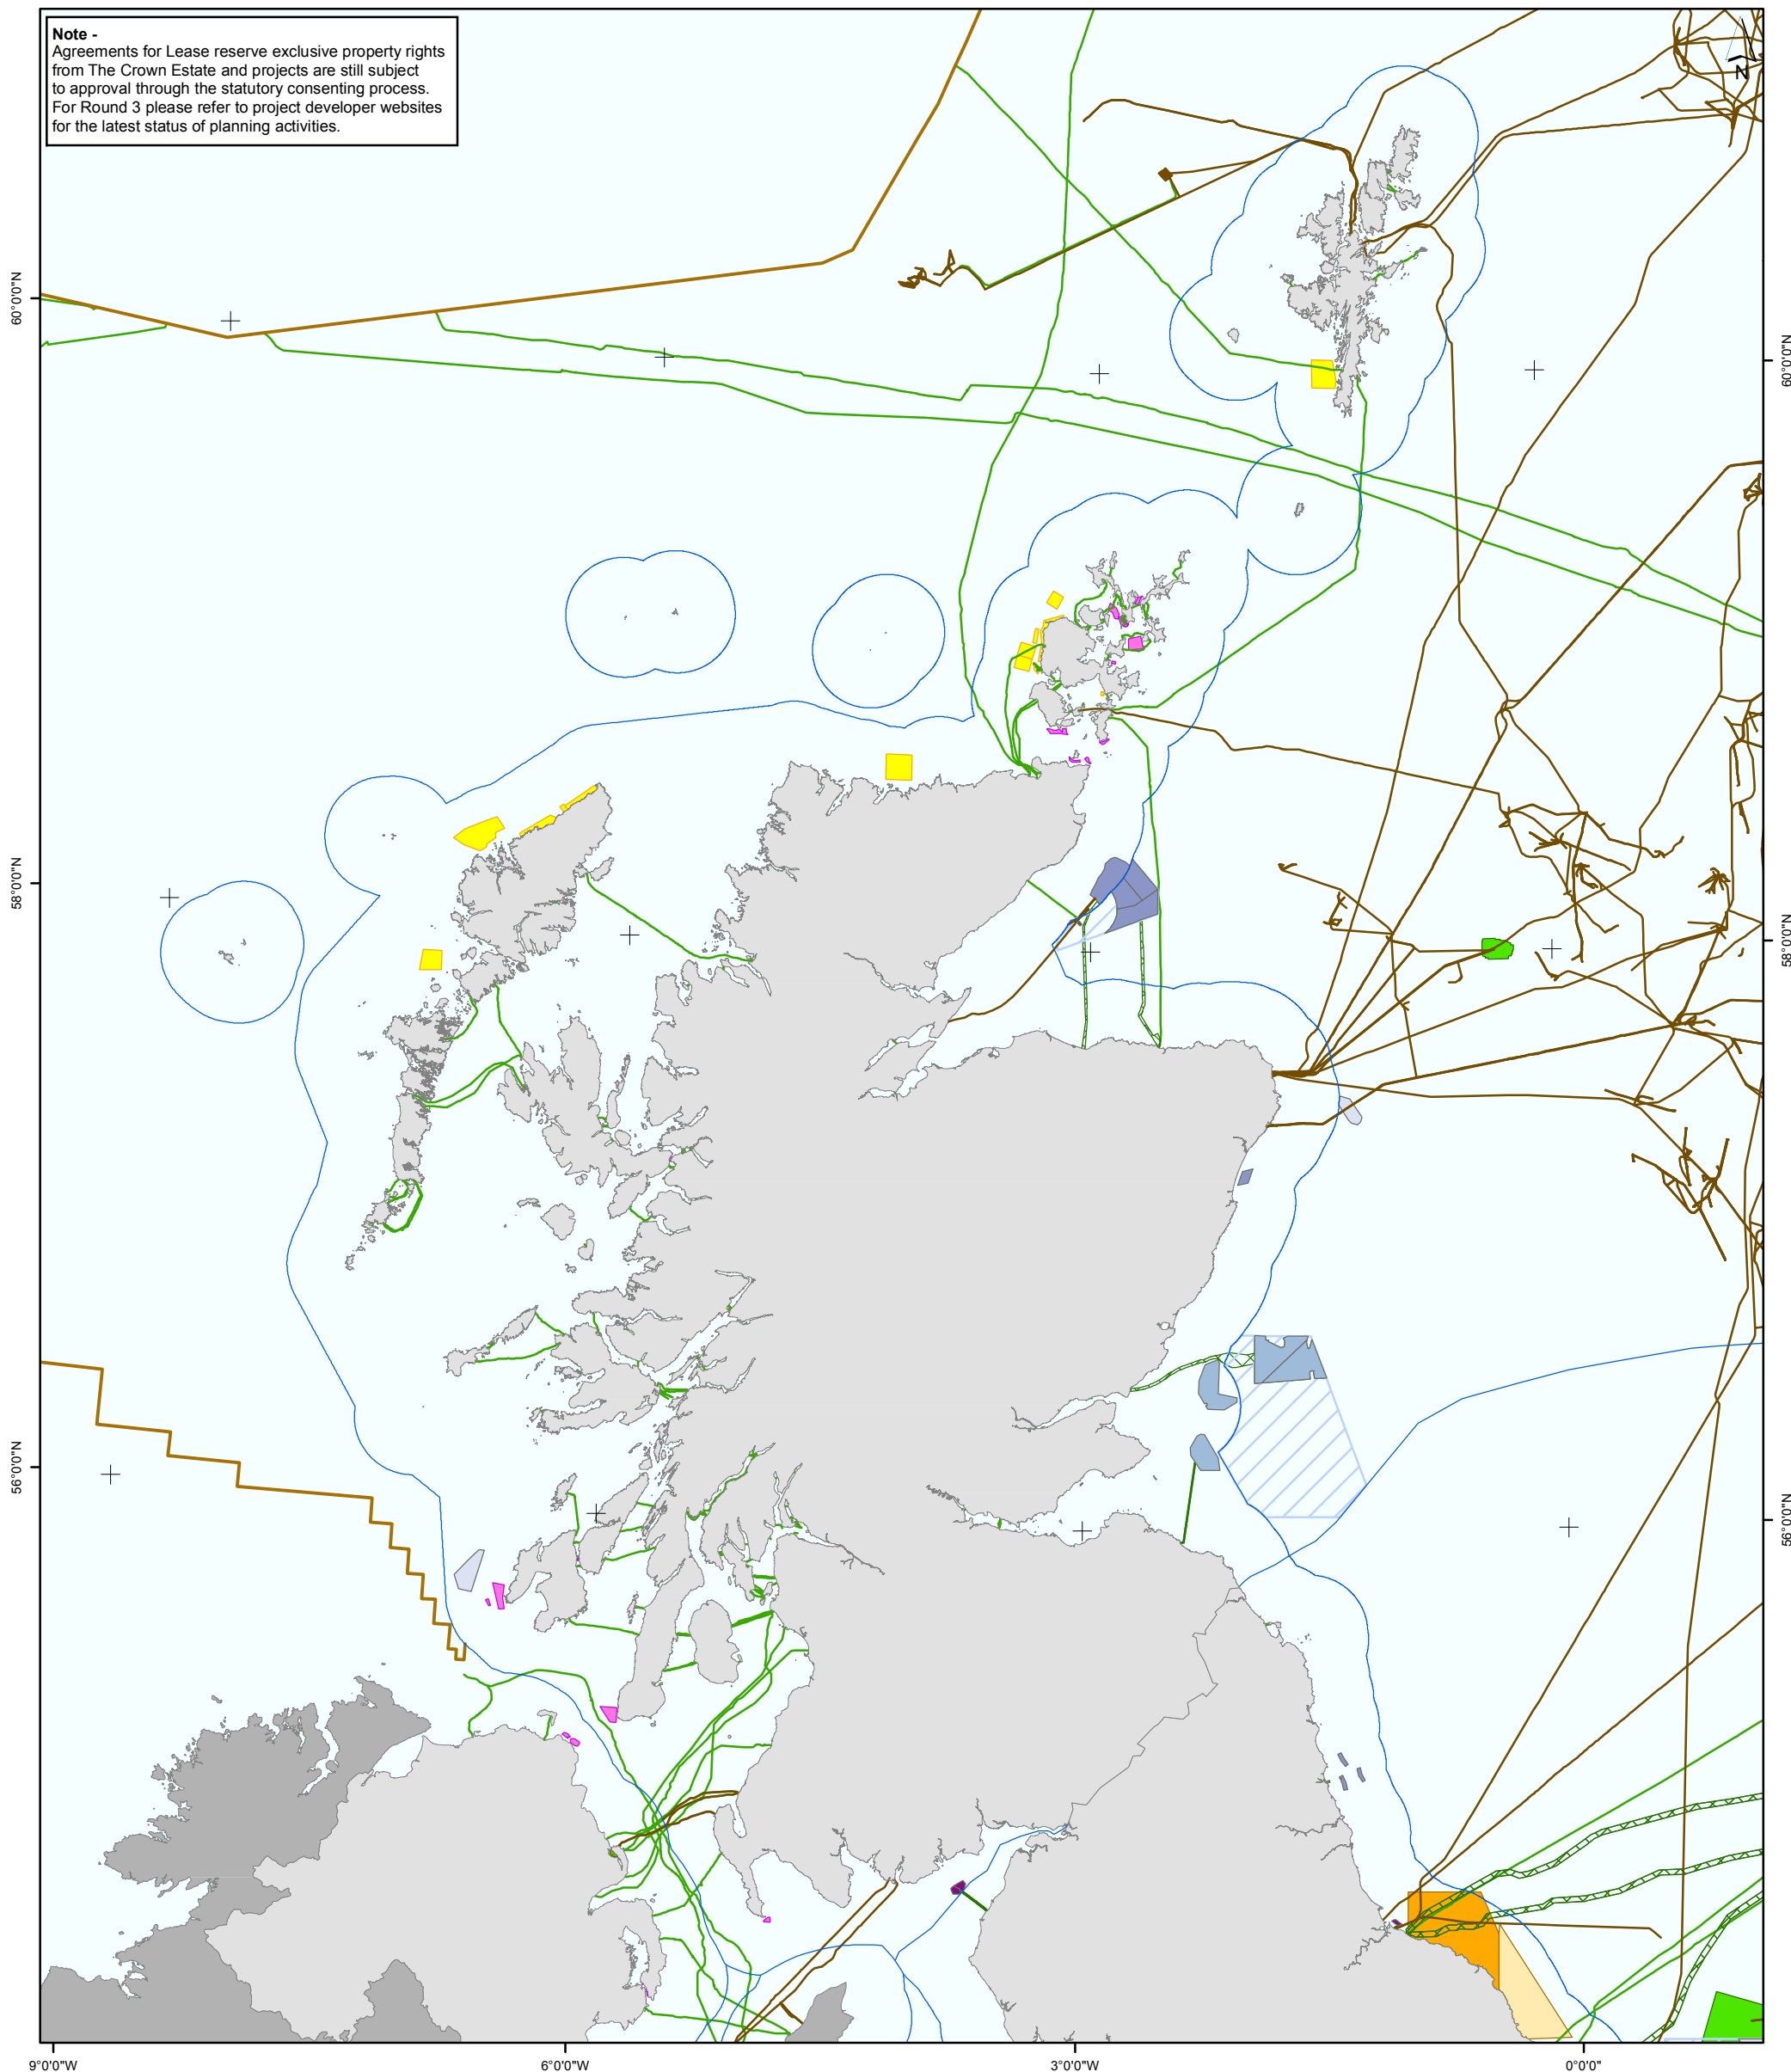 Note -
Agreements for Lease reserve exclusive property rights
from The Crown Estate and projects are still subject
to approval through the statutory consenting process.
For Round 3 please refer to project developer websites
for the latest status of planning activities.
N
60°0'0"N
60°0'0"N
58°0'0"N
58°0'0"N
56°0'0"N
56°0'0"N
9°0'0"W
6°0'0"W
3°0'0"W
0°0'0"